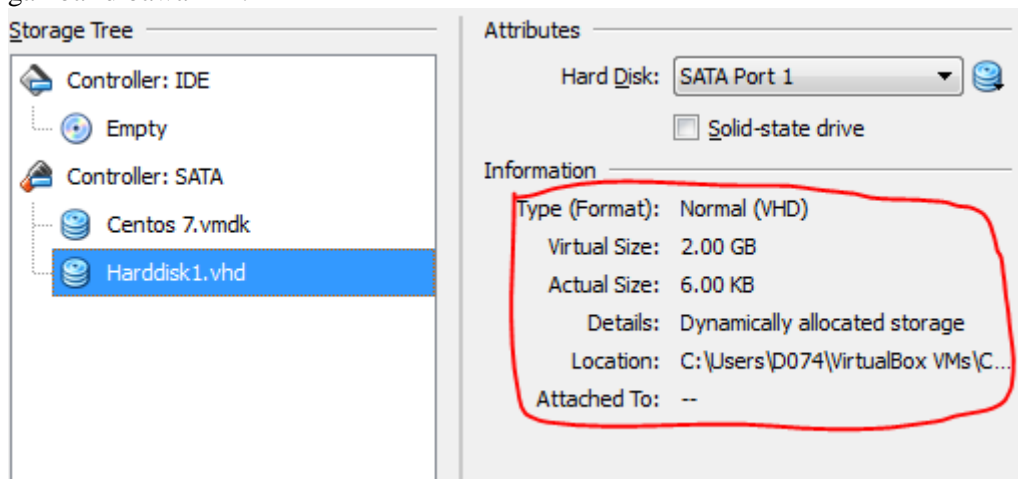 Storage Tree
Controller: IDE
Empty
Controller: SATA
Centos 7.vmdk
Harddisk1.vhd
Attributes
Hard Disk: SATA Port 1
Solid-state drive
Information
Type (Format): Normal (VHD)
Virtual Size: 2.00 GB
Actual Size: 6.00 KB
Details: Dynamically allocated storage
Location: C:\Users\D074\VirtualBox VMs\C...
Attached To: --